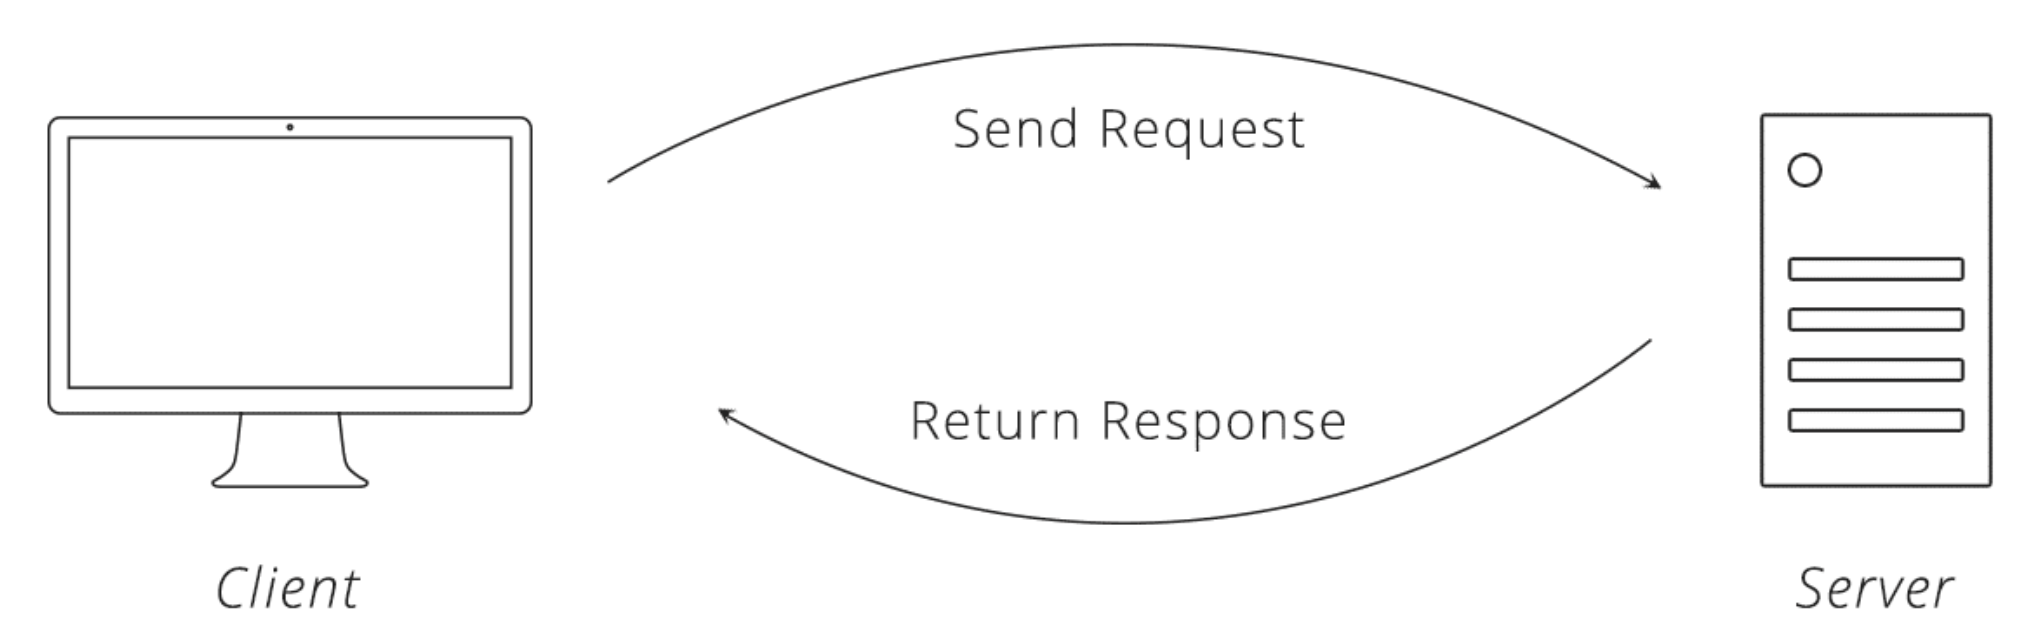 Send Request
Return Response
Client
Server